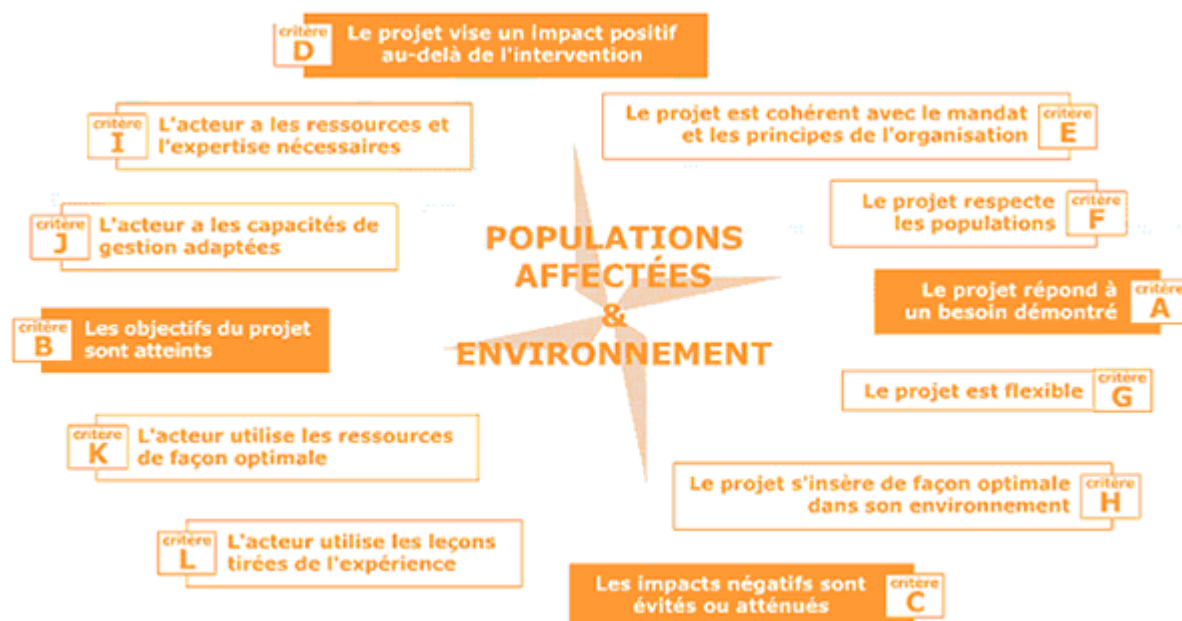 critère
D
Le projet vise un impact positif
au-delà de l'intervention
critère
I
L'acteur a les ressources et
l'expertise nécessaires
Le projet est cohérent avec le mandat
et les principes de l'organisation
critère
E
critère
J
L'acteur a les capacités de
gestion adaptées
Le projet respecte
les populations
critère
F
POPULATIONS
AFFECTÉES
&
ENVIRONNEMENT
Le projet répond à
un besoin démontré
critère
A
critère
B
Les objectifs du projet
sont atteints
Le projet est flexible
critère
G
critère
K
L'acteur utilise les ressources
de façon optimale
Le projet s'insère de façon optimale
dans son environnement
critère
H
critère
L
L'acteur utilise les leçons
tirées de l'expérience
Les impacts négatifs sont
évités ou atténués
critère
C